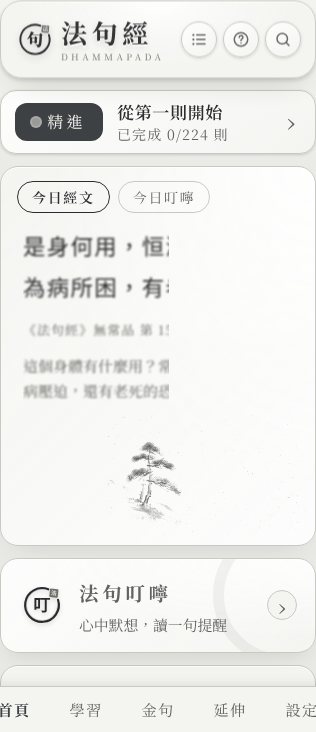 句
法句經
DHAMMAPADA
精進
從第一則開始
已完成 0/224 則
今日經文
今日叮嚀
是身何用，恒
為病所困，有
《法句經》無常品 第 1
這個身體有什麼用？常
病壓迫，還有老死的恐
叮
法句叮嚀
心中默想，讀一句提醒
首頁
學習
金句
延伸
設定